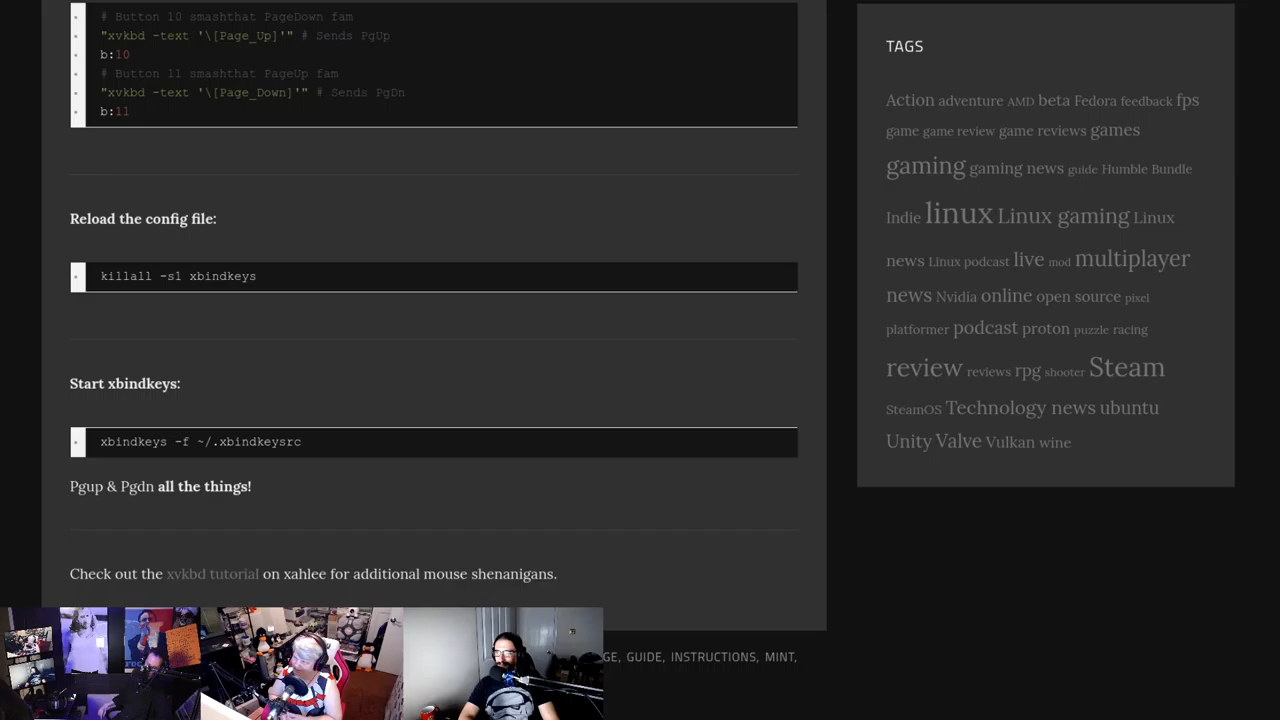 # Button 10 smashthat PageDown fam
"xvkbd -text '\[Page_Up]'" # Sends PgUp
b:10
# Button 11 smashthat PageUp fam
"xvkbd -text '\[Page_Down]'" # Sends PgDn
b:11
Reload the config file:
killall -s1 xbindkeys
Start xbindkeys:
xbindkeys -f ~/.xbindkeysrc
Pgup & Pgdn all the things!
Check out the xvkbd tutorial on xahlee for additional mouse shenanigans.
GE, GUIDE, INSTRUCTIONS, MINT,
TAGS
Action adventure AMD beta Fedora feedback fps
game game review game reviews games
gaming gaming news guide Humble Bundle
Indie linux Linux gaming Linux
news Linux podcast live mod multiplayer
news Nvidia online open source pixel
platformer podcast proton puzzle racing
review reviews rpg shooter Steam
SteamOS Technology news ubuntu
Unity Valve Vulkan wine